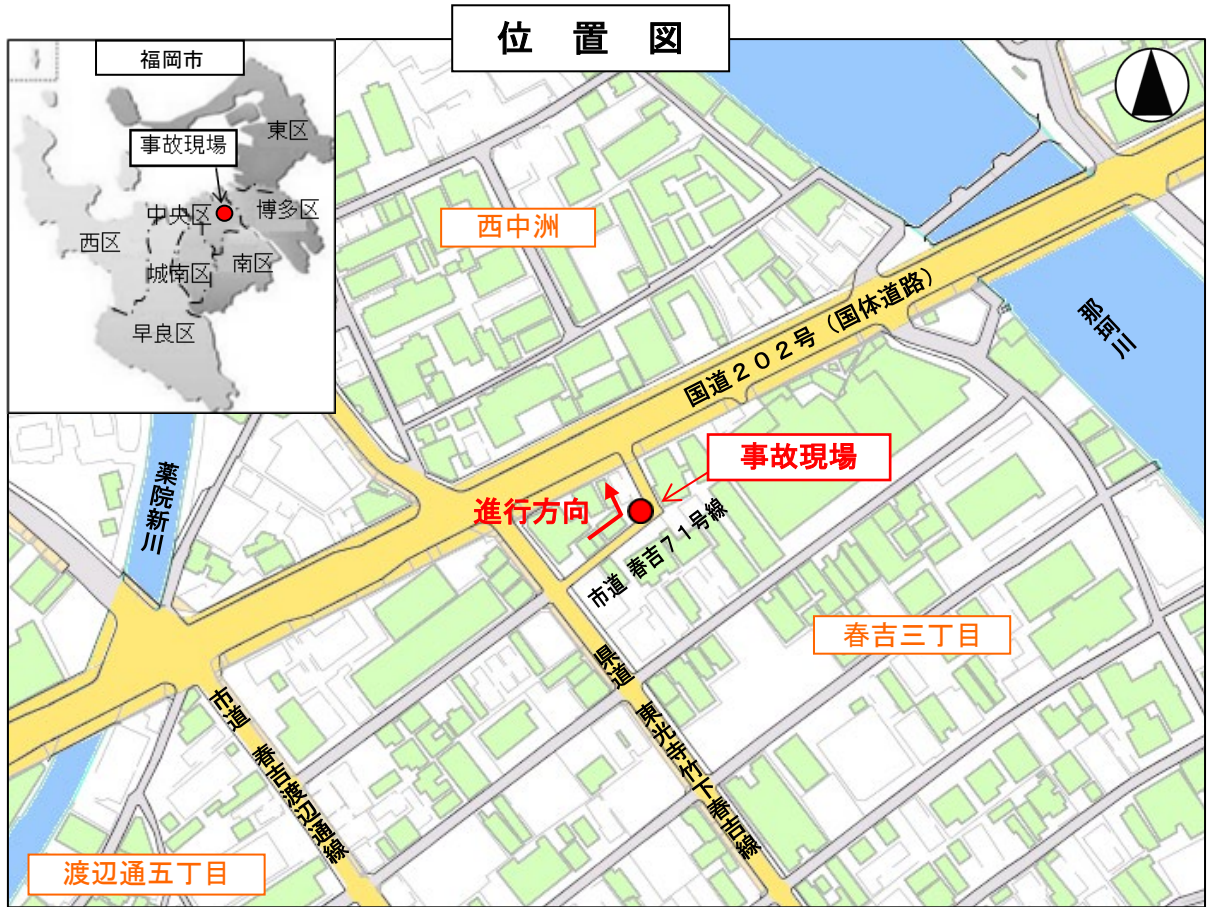 位 置 図
福岡市
東区
事故現場
中央区
博多区
西区
城南区
南区
早良区
西中洲
那珂川
国道２０２号（国体道路）
薬院新川
事故現場
進行方向
市道 春吉７１号線
春吉三丁目
県道 東光寺竹下春吉線
市道 春吉渡辺通線
渡辺通五丁目